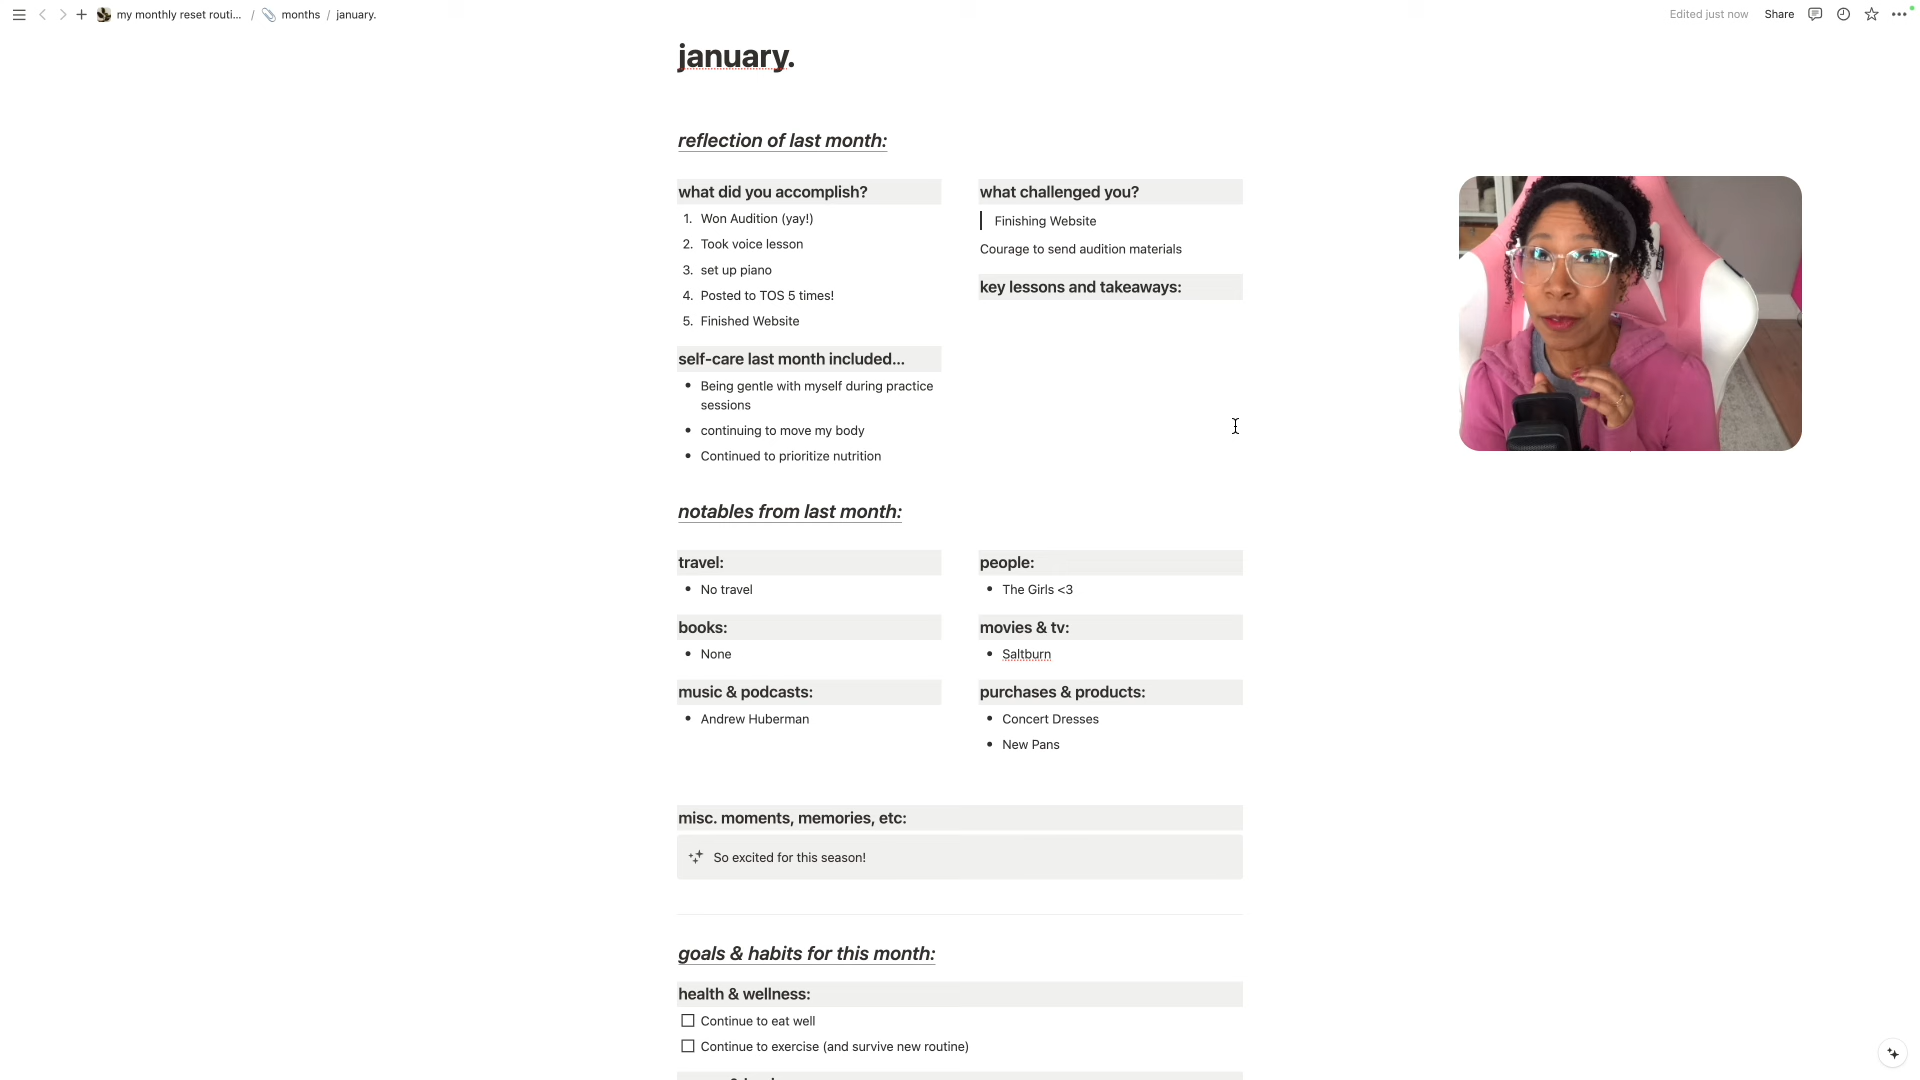 my monthly reset routi... / months / january.
Edited just now Share
january.
reflection of last month:
what did you accomplish?
1. Won Audition (yay!)
2. Took voice lesson
3. set up piano
4. Posted to TOS 5 times!
5. Finished Website
self-care last month included...
• Being gentle with myself during practice
sessions
• continuing to move my body
• Continued to prioritize nutrition
what challenged you?
Finishing Website
Courage to send audition materials
key lessons and takeaways:
notables from last month:
travel:
• No travel
books:
• None
music & podcasts:
• Andrew Huberman
people:
• The Girls <3
movies & tv:
• Saltburn
purchases & products:
• Concert Dresses
• New Pans
misc. moments, memories, etc:
So excited for this season!
goals & habits for this month:
health & wellness:
Continue to eat well
Continue to exercise (and survive new routine)